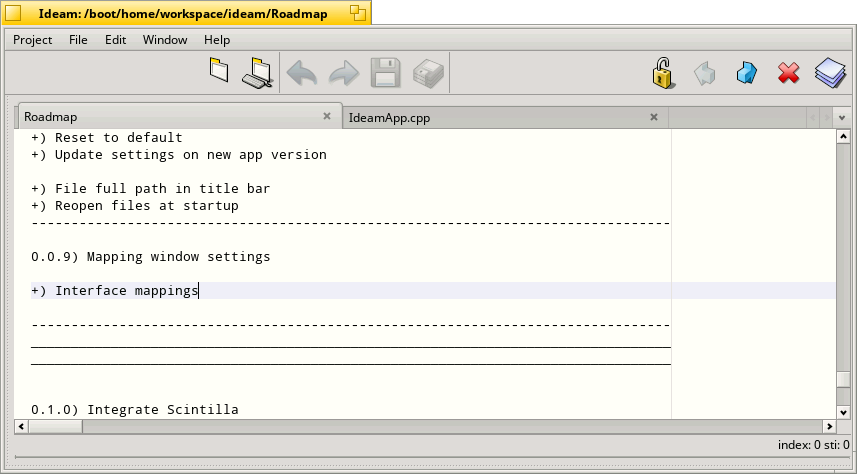 Ideam: /boot/home/workspace/ideam/Roadmap
Project File Edit Window Help
Roadmap IdeamApp.cpp
+) Reset to default
+) Update settings on new app version
+) File full path in title bar
+) Reopen files at startup
--------------------------------------------------------------------------------
0.0.9) Mapping window settings
+) Interface mappings
--------------------------------------------------------------------------------
________________________________________________________________________________
________________________________________________________________________________
0.1.0) Integrate Scintilla
index: 0 sti: 0